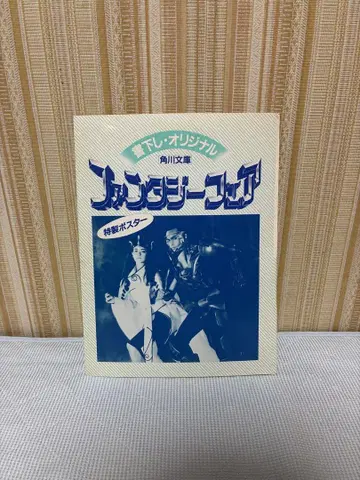 書下し・オリジナル
角川文庫
ファンタジーフェア
特製ポスター